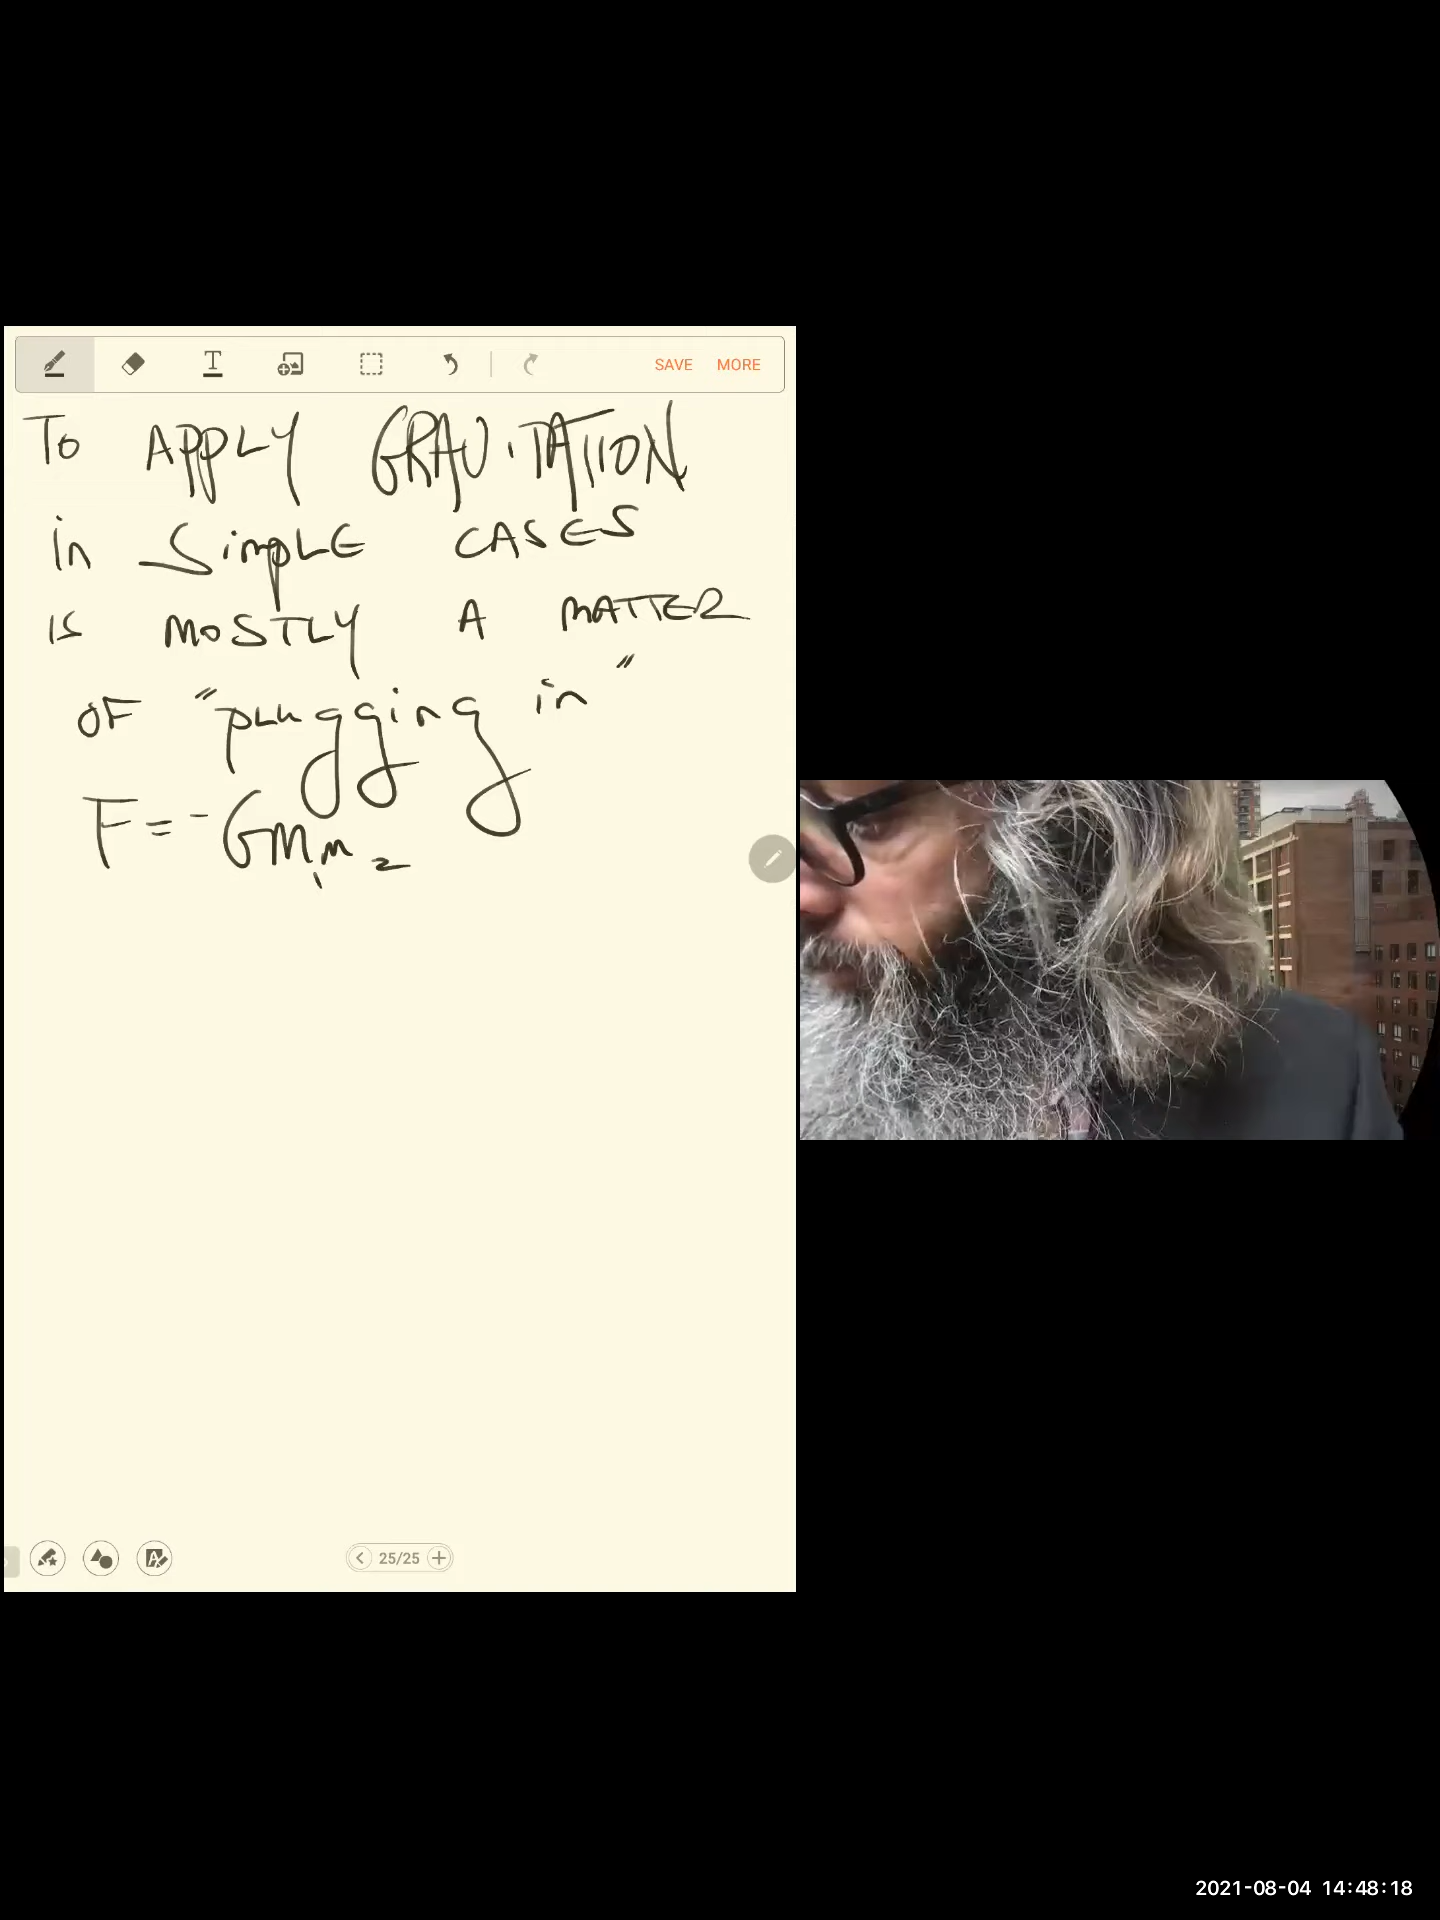 SAVE MORE
To APPLY GRAVITATION
in SimpLE CASES
is MOSTLY A MATTER
OF "pLugging in"
F = -Gm₁m₂
25/25
2021-08-04 14:48:18